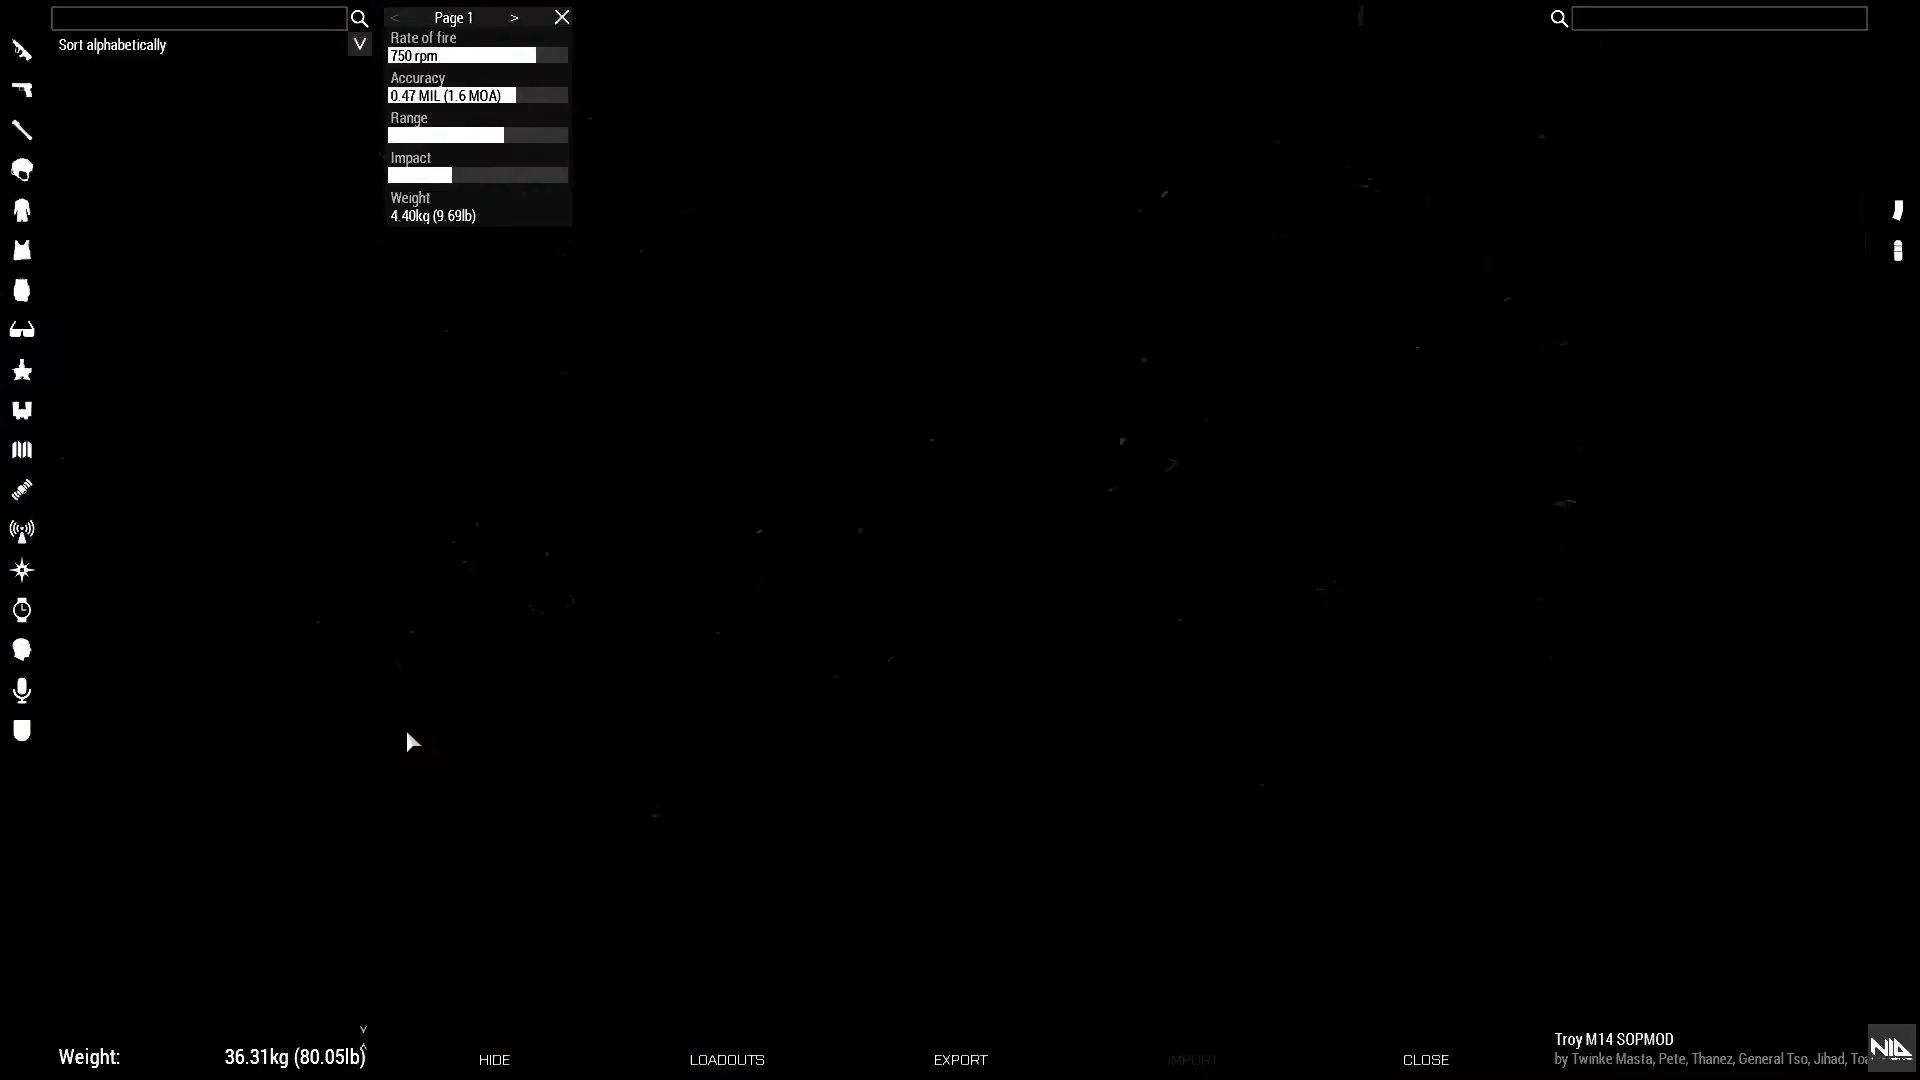 < Page 1 >
Sort alphabetically
V
Rate of fire
750 rpm
Accuracy
0.47 MIL (1.6 MOA)
Range
Impact
Weight
4.40kg (9.69lb)
Weight: 36.31kg (80.05lb)
HIDE
LOADOUTS
EXPORT
IMPORT
CLOSE
Troy M14 SOPMOD
by Twinke Masta, Pete, Thanez, General Tso, Jihad,
NIA